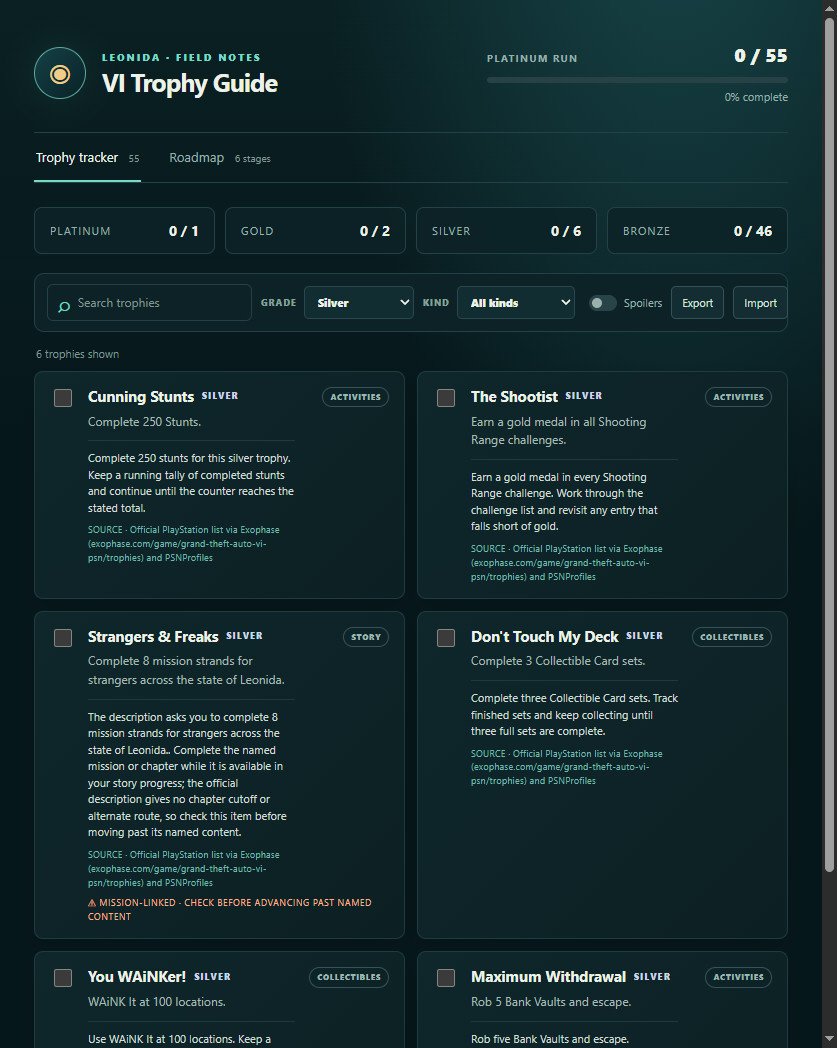 LEONIDA · FIELD NOTES
VI Trophy Guide
PLATINUM RUN
0 / 55
0% complete
Trophy tracker 55
Roadmap 6 stages
PLATINUM 0 / 1
GOLD 0 / 2
SILVER 0 / 6
BRONZE 0 / 46
Search trophies
GRADE Silver
KIND All kinds
Spoilers
Export
Import
6 trophies shown
Cunning Stunts SILVER
ACTIVITIES
Complete 250 Stunts.
Complete 250 stunts for this silver trophy.
Keep a running tally of completed stunts
and continue until the counter reaches the
stated total.
SOURCE · Official PlayStation list via Exophase
(exophase.com/game/grand-theft-auto-vi-
psn/trophies) and PSNProfiles
The Shootist SILVER
ACTIVITIES
Earn a gold medal in all Shooting
Range challenges.
Earn a gold medal in every Shooting
Range challenge. Work through the
challenge list and revisit any entry that
falls short of gold.
SOURCE · Official PlayStation list via Exophase
(exophase.com/game/grand-theft-auto-vi-
psn/trophies) and PSNProfiles
Strangers & Freaks SILVER
STORY
Complete 8 mission strands for
strangers across the state of Leonida.
The description asks you to complete 8
mission strands for strangers across the
state of Leonida.. Complete the named
mission or chapter while it is available in
your story progress; the official
description gives no chapter cutoff or
alternate route, so check this item before
moving past its named content.
SOURCE · Official PlayStation list via Exophase
(exophase.com/game/grand-theft-auto-vi-
psn/trophies) and PSNProfiles
⚠ MISSION-LINKED · CHECK BEFORE ADVANCING PAST NAMED
CONTENT
Don't Touch My Deck SILVER
COLLECTIBLES
Complete 3 Collectible Card sets.
Complete three Collectible Card sets. Track
finished sets and keep collecting until
three full sets are complete.
SOURCE · Official PlayStation list via Exophase
(exophase.com/game/grand-theft-auto-vi-
psn/trophies) and PSNProfiles
You WAiNKer! SILVER
COLLECTIBLES
WAiNK It at 100 locations.
Use WAiNK It at 100 locations. Keep a
Maximum Withdrawal SILVER
ACTIVITIES
Rob 5 Bank Vaults and escape.
Rob five Bank Vaults and escape.